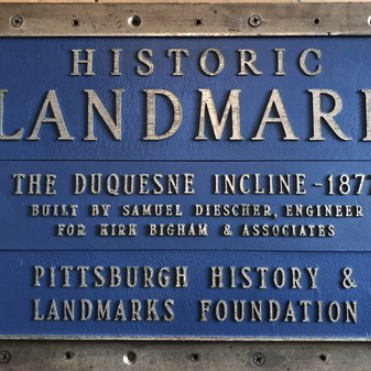 HISTORIC
LANDMARK
THE DUQUESNE INCLINE-1877
BUILT BY SAMUEL DIESCHER, ENGINEER
FOR KIRK BIGHAM & ASSOCIATES
PITTSBURGH HISTORY &
LANDMARKS FOUNDATION